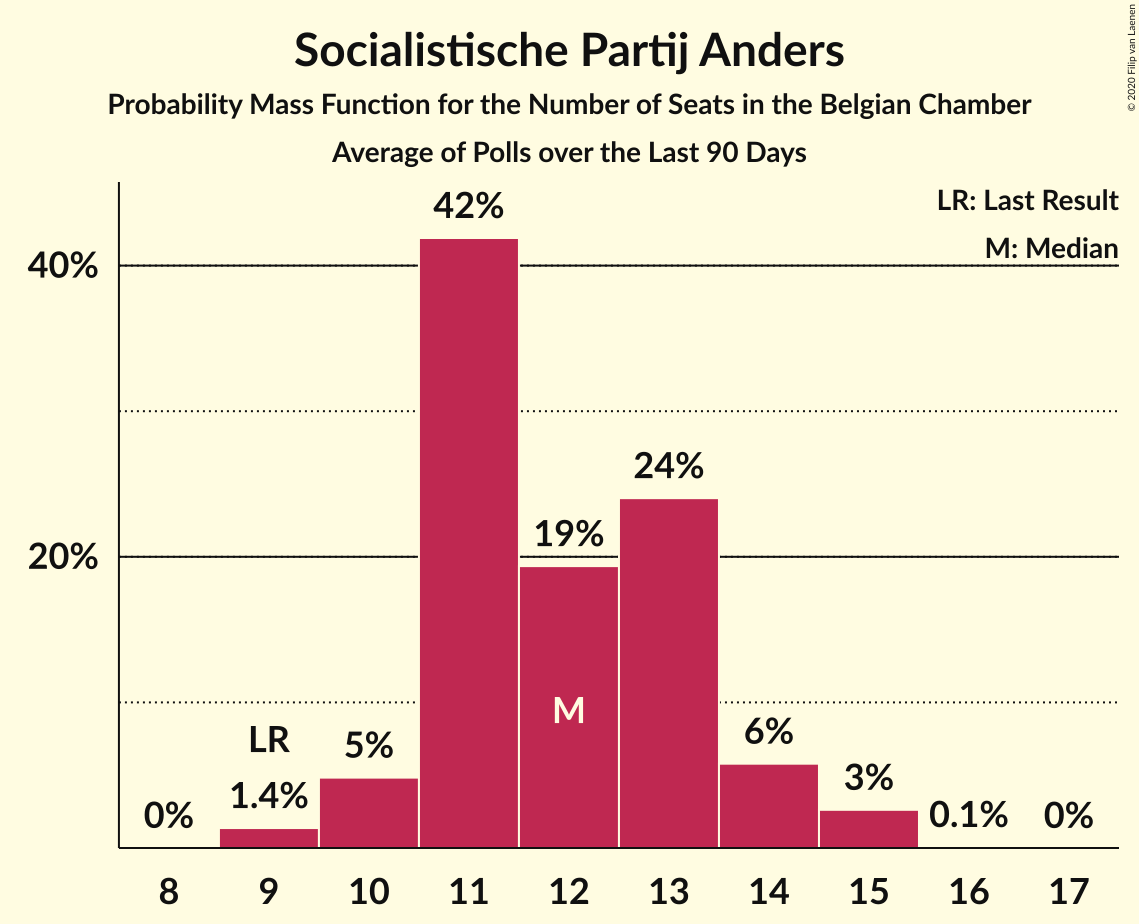 Socialistische Partij Anders
Probability Mass Function for the Number of Seats in the Belgian Chamber
Average of Polls over the Last 90 Days
© 2020 Filip van Laenen
LR: Last Result
M: Median
40%
20%
0%
LR
1.4%
5%
42%
19%
M
24%
6%
3%
0.1%
0%
8 9 10 11 12 13 14 15 16 17